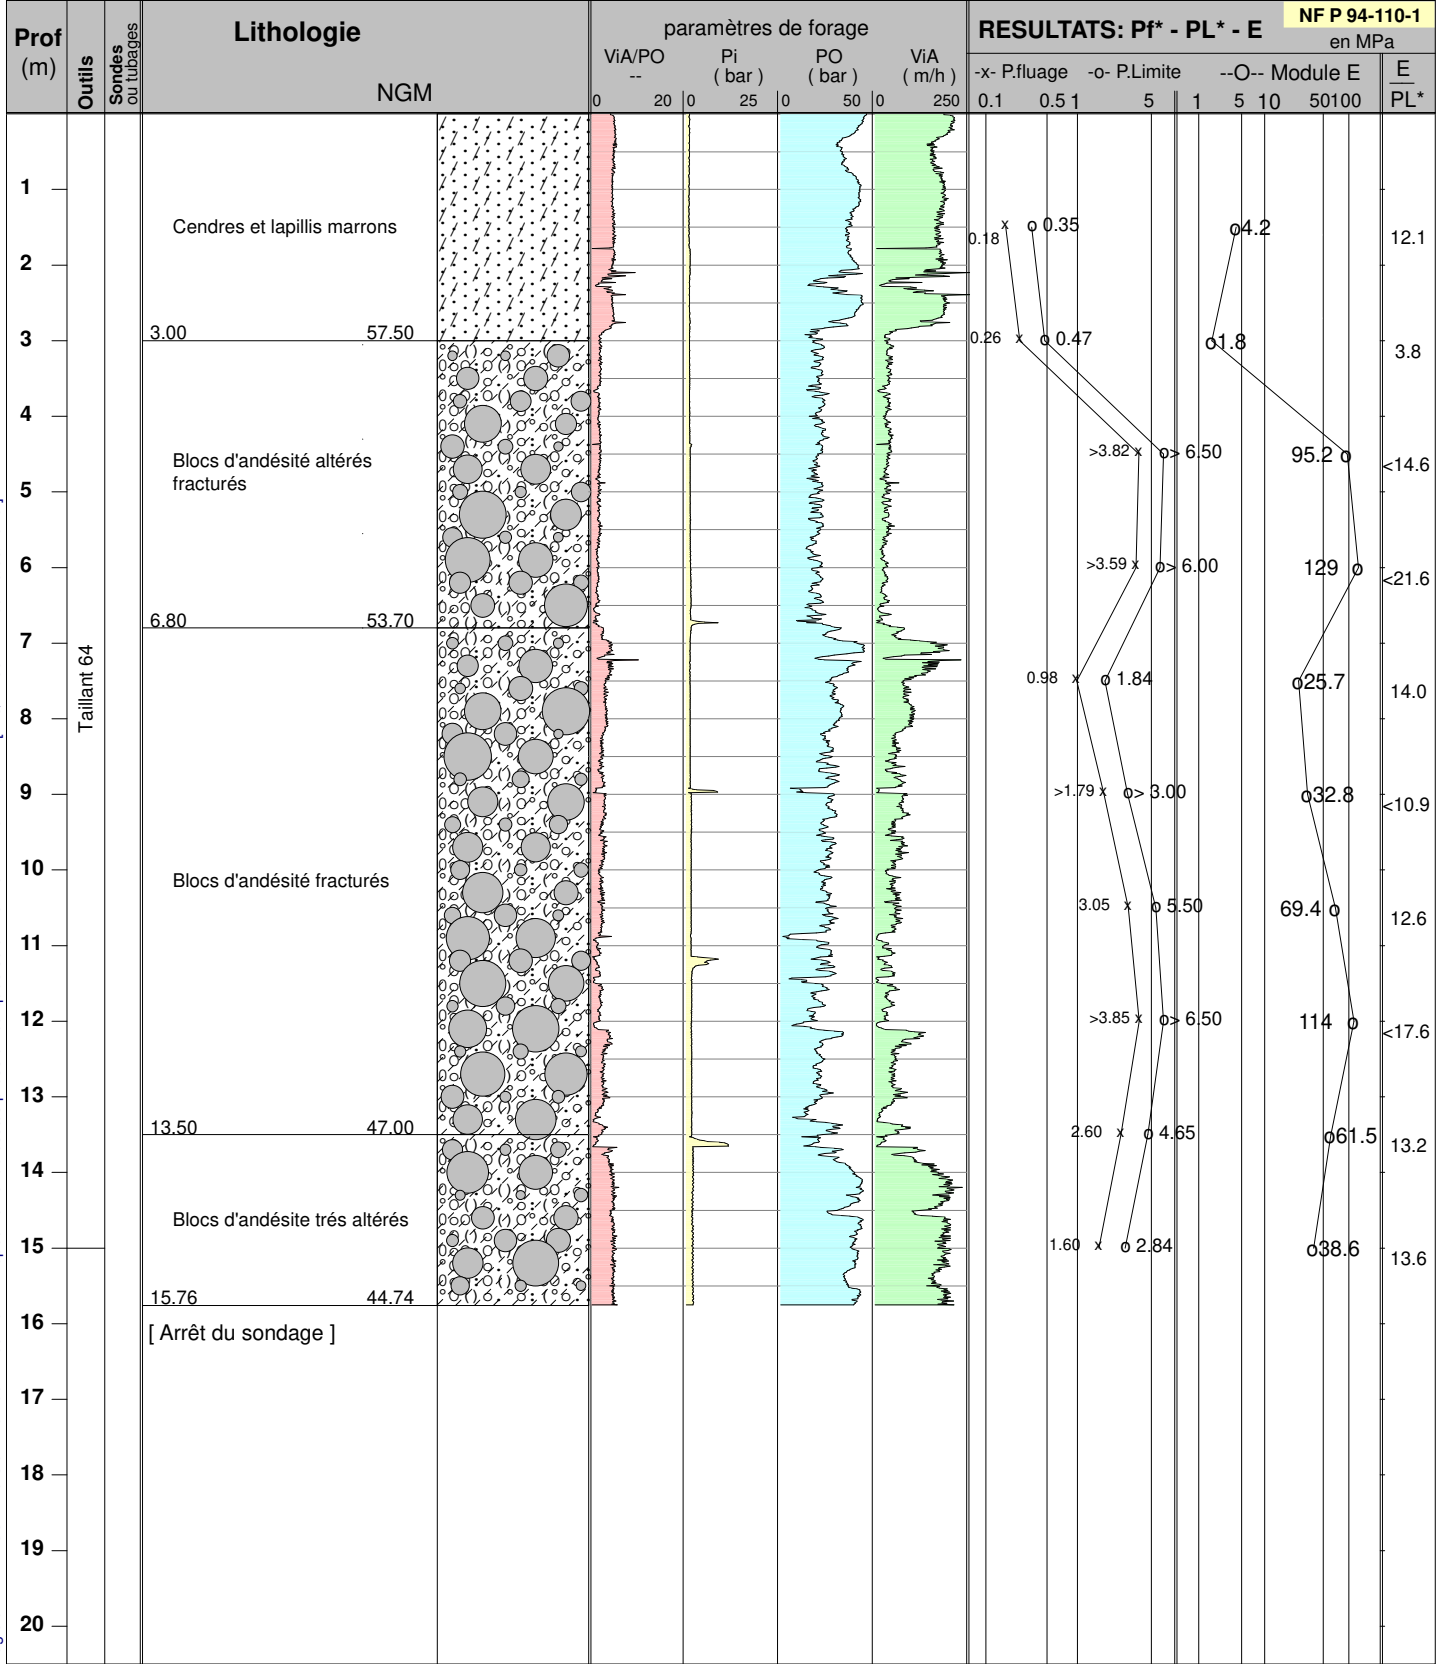 NF P 94-110-1
Prof
(m)
Outils
Sondes
ou tubages
Lithologie
NGM
paramètres de forage
ViA/PO
--
Pi
( bar )
PO
( bar )
ViA
( m/h )
0 20 0 25 0 50 0 250
RESULTATS: Pf* - PL* - E
en MPa
-x- P.fluage -o- P.Limite --O-- Module E
0.1 0.5 1 5 1 5 10 50 100
E
PL*
1
Cendres et lapillis marrons
0.18 0.35 4.2 12.1
2
3
3.00 57.50
0.26 0.47 1.8 3.8
4
Blocs d'andésité altérés
fracturés
>3.82 > 6.50 95.2 <14.6
5
6
>3.59 > 6.00 129 <21.6
6.80 53.70
7
Taillant 64
0.98 1.84 25.7 14.0
8
9
>1.79 > 3.00 32.8 <10.9
10
Blocs d'andésité fracturés
3.05 5.50 69.4 12.6
11
12
>3.85 > 6.50 114 <17.6
13
13.50 47.00
2.60 4.65 61.5 13.2
14
Blocs d'andésite trés altérés
15
1.60 2.84 38.6 13.6
15.76 44.74
16
[ Arrêt du sondage ]
17
18
19
20